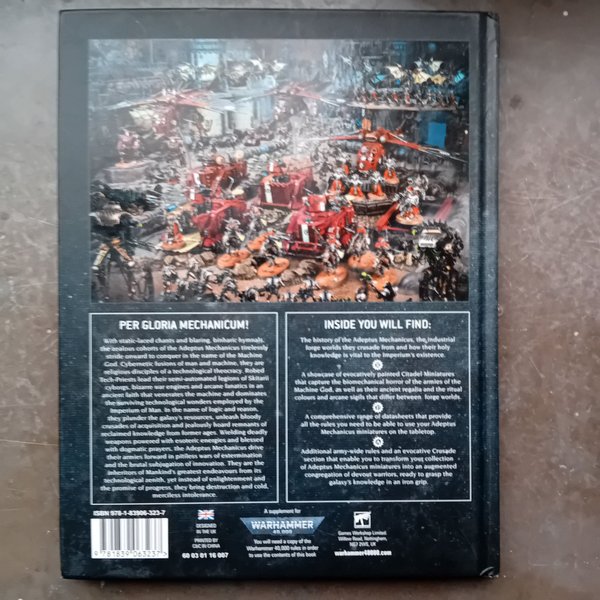 PER GLORIA MECHANICUM!
With static-laced chants and blaring, binharic hymnals,
the zealous cohorts of the Adeptus Mechanicus tirelessly
stride onward to conquer in the name of the Machine
God. Cybernetic fusions of man and machine, they are
religious disciples of a technological theocracy. Robed
Tech-Priests lead their semi-automated legions of Skitarii
cyborgs, bizarre war engines and arcane lunatics in an
ancient faith that venerates the machine and dominates
the surviving technological wonders employed by the
Imperium of Man. In the name of logic and reason,
they plunder the galaxy's resources, unleash bloody
crusades of acquisition and jealously hoard remnants of
reclaimed knowledge from former ages. Wielding deadly
weapons powered with esoteric energies and blessed
with dogmatic prayers, the Adeptus Mechanicus drive
their armies forward in pitiless wars of extermination
and the brutal subjugation of innovation. They are the
inheritors of Mankind's greatest endeavours from its
technological zenith, yet instead of enlightenment and
the promise of progress, they bring destruction and cold,
merciless intolerance.
INSIDE YOU WILL FIND:
The history of the Adeptus Mechanicus, the industrial
forge worlds they crusade from and how their holy
knowledge is vital to the Imperium's existence.
A showcase of evocatively painted Citadel Miniatures
that capture the biomechanical horror of the armies of the
Machine God, as well as their ancient regalia and the ritual
colours and arcane sigils that differ between forge worlds.
A comprehensive range of datasheets that provide
all the rules you need to be able to use your Adeptus
Mechanicus miniatures on the tabletop.
Additional army-wide rules and an evocative Crusade
section that enable you to transform your collection
of Adeptus Mechanicus miniatures into an augmented
congregation of devout warriors, ready to grasp the
galaxy's knowledge in an iron grip.
ISBN 978-1-83906-323-7
9 781839 063237 >
DESIGNED
IN THE UK
PRINTED BY
C&C IN CHINA
60 03 01 16 007
A supplement for
WARHAMMER
40,000
You will need a copy of the
Warhammer 40,000 rules in order
to use the contents of this book
Games Workshop Limited,
Willow Road, Nottingham,
NG7 2WS, UK
warhammer40000.com